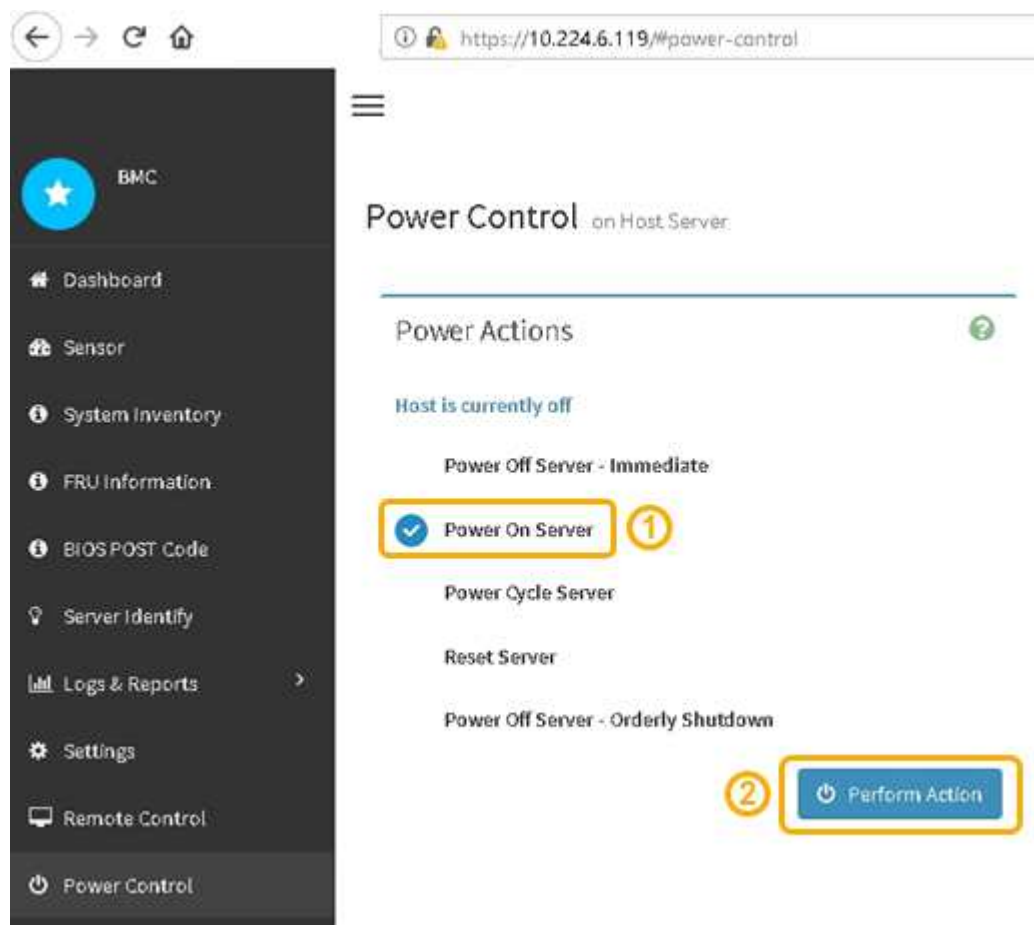 https://10.224.6.119/#power-control
BMC
Power Control on Host Server
Dashboard
Power Actions
Sensor
Host is currently off
System Inventory
Power Off Server - Immediate
FRU Information
Power On Server 1
BIOS POST Code
Power Cycle Server
Server Identify
Reset Server
Logs & Reports
Power Off Server - Orderly Shutdown
Settings
2 Perform Action
Remote Control
Power Control